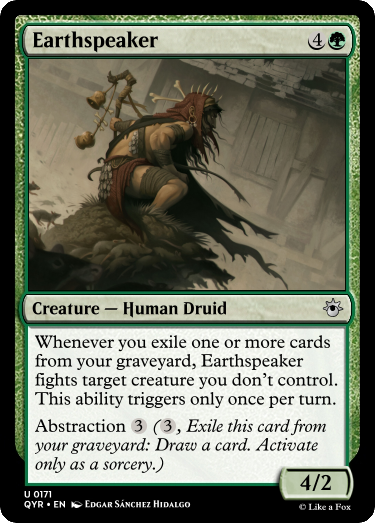 Earthspeaker 4
Creature — Human Druid
Whenever you exile one or more cards
from your graveyard, Earthspeaker
fights target creature you don't control.
This ability triggers only once per turn.
Abstraction 3 (3, Exile this card from
your graveyard: Draw a card. Activate
only as a sorcery.)
4/2
U 0171
QYR • EN Edgar Sánchez Hidalgo
© Like a Fox